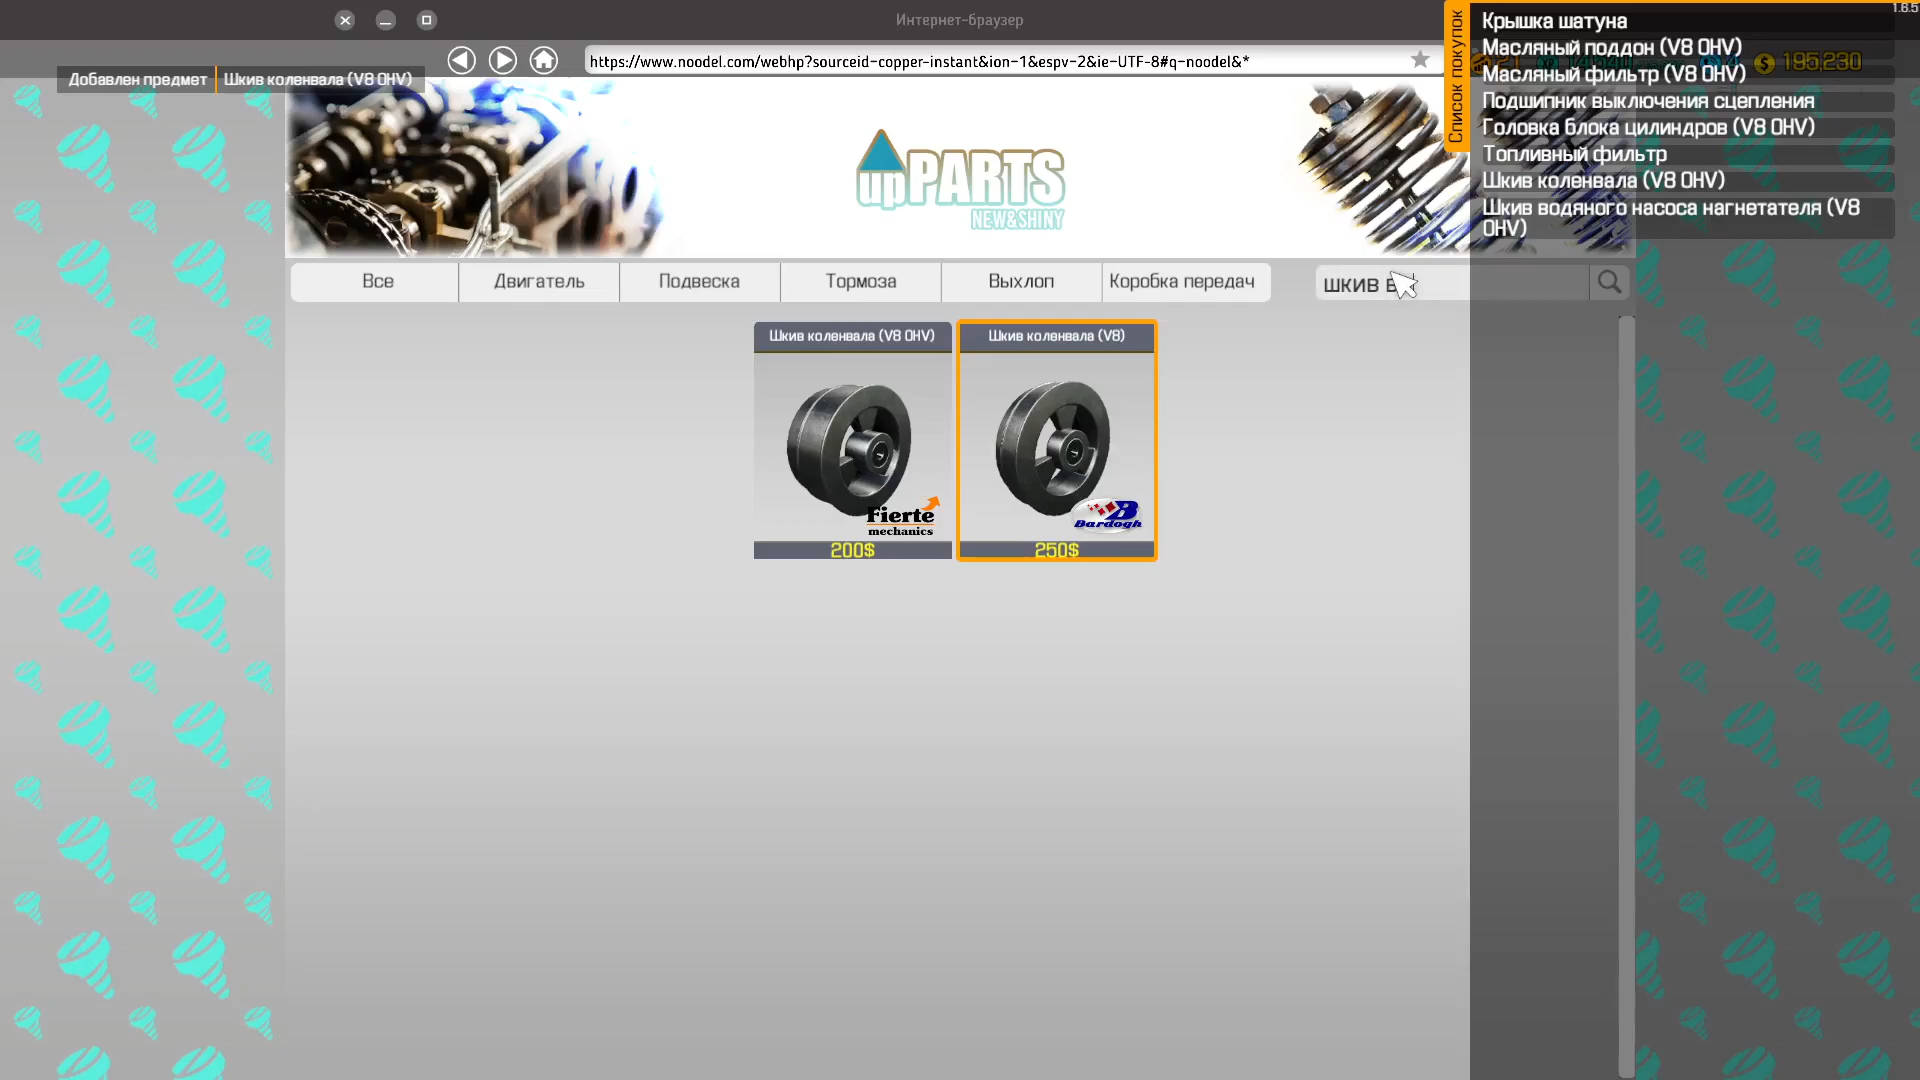 Интернет-браузер
1.6.5
https://www.noodel.com/webhp?sourceid-copper-instant&ion-1&espv-2&ie-UTF-8#q-noodel&*
195,230
Добавлен предмет Шкив коленвала (V8 OHV)
Список покупок
Крышка шатуна
Масляный поддон (V8 OHV)
Масляный фильтр (V8 OHV)
Подшипник выключения сцепления
Головка блока цилиндров (V8 OHV)
Топливный фильтр
Шкив коленвала (V8 OHV)
Шкив водяного насоса нагнетателя (V8
OHV)
upPARTS
NEW&SHINY
Все Двигатель Подвеска Тормоза Выхлоп Коробка передач
ШКИВ
Шкив коленвала (V8 OHV)
Fierte
mechanics
200$
Шкив коленвала (V8)
Bardogh
250$